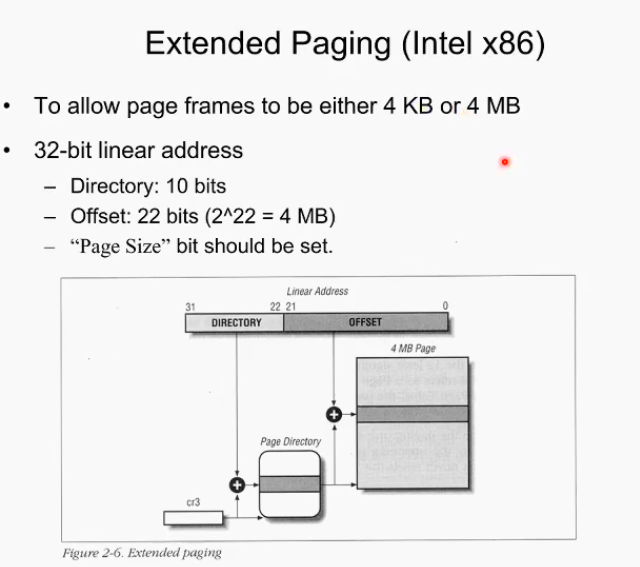 Extended Paging (Intel x86)
• To allow page frames to be either 4 KB or 4 MB
• 32-bit linear address
– Directory: 10 bits
– Offset: 22 bits (2^22 = 4 MB)
– “Page Size” bit should be set.
Linear Address
31 22 21 0
DIRECTORY OFFSET
4 MB Page
Page Directory
cr3
Figure 2-6. Extended paging